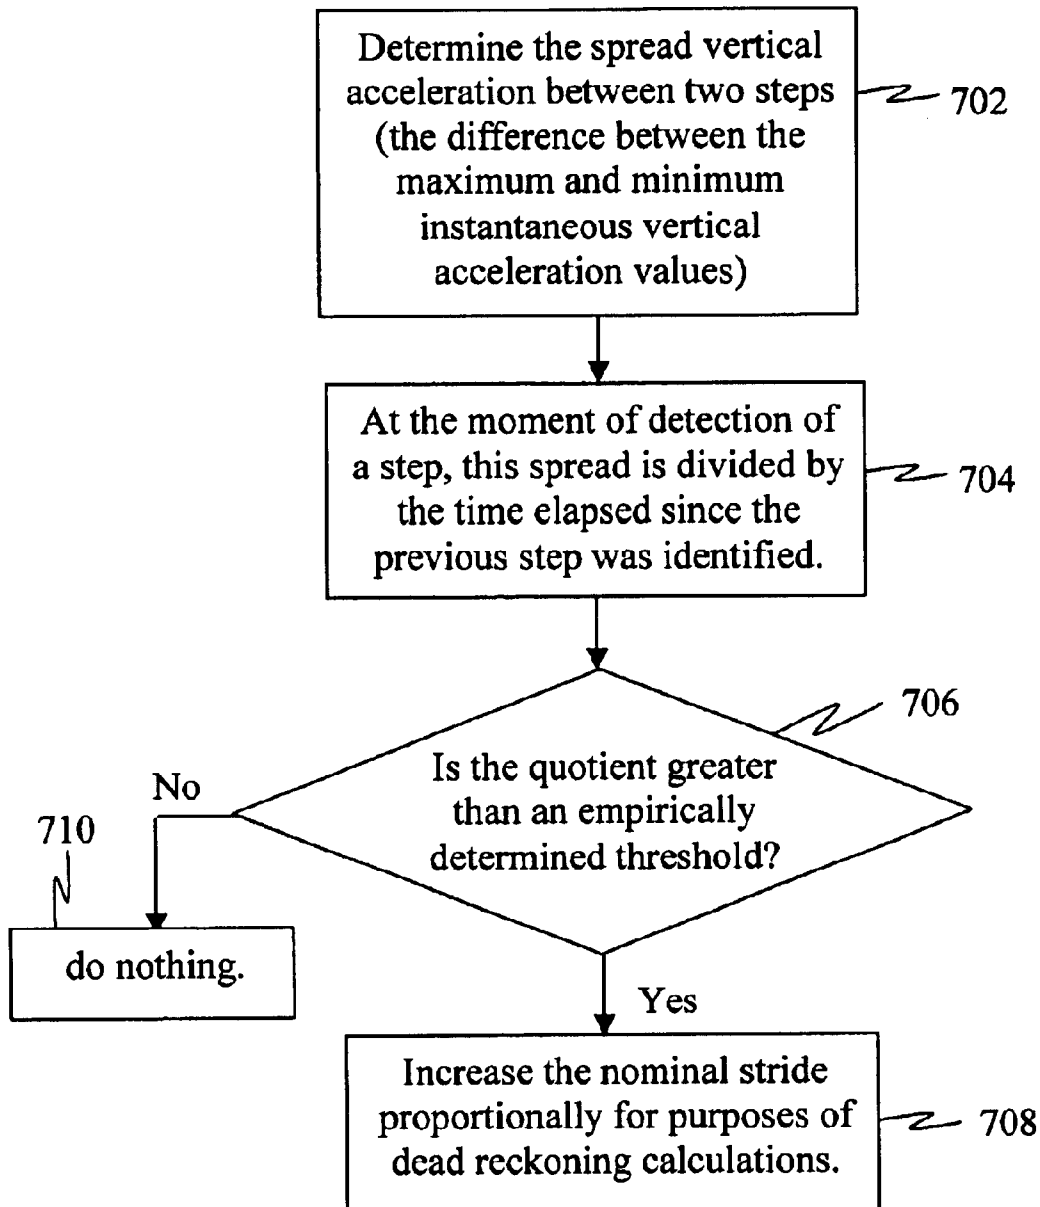 Determine the spread vertical
acceleration between two steps
(the difference between the
maximum and minimum
instantaneous vertical
acceleration values)
702
At the moment of detection of
a step, this spread is divided by
the time elapsed since the
previous step was identified.
704
706
Is the quotient greater
than an empirically
determined threshold?
No
710
do nothing.
Yes
Increase the nominal stride
proportionally for purposes of
dead reckoning calculations.
708